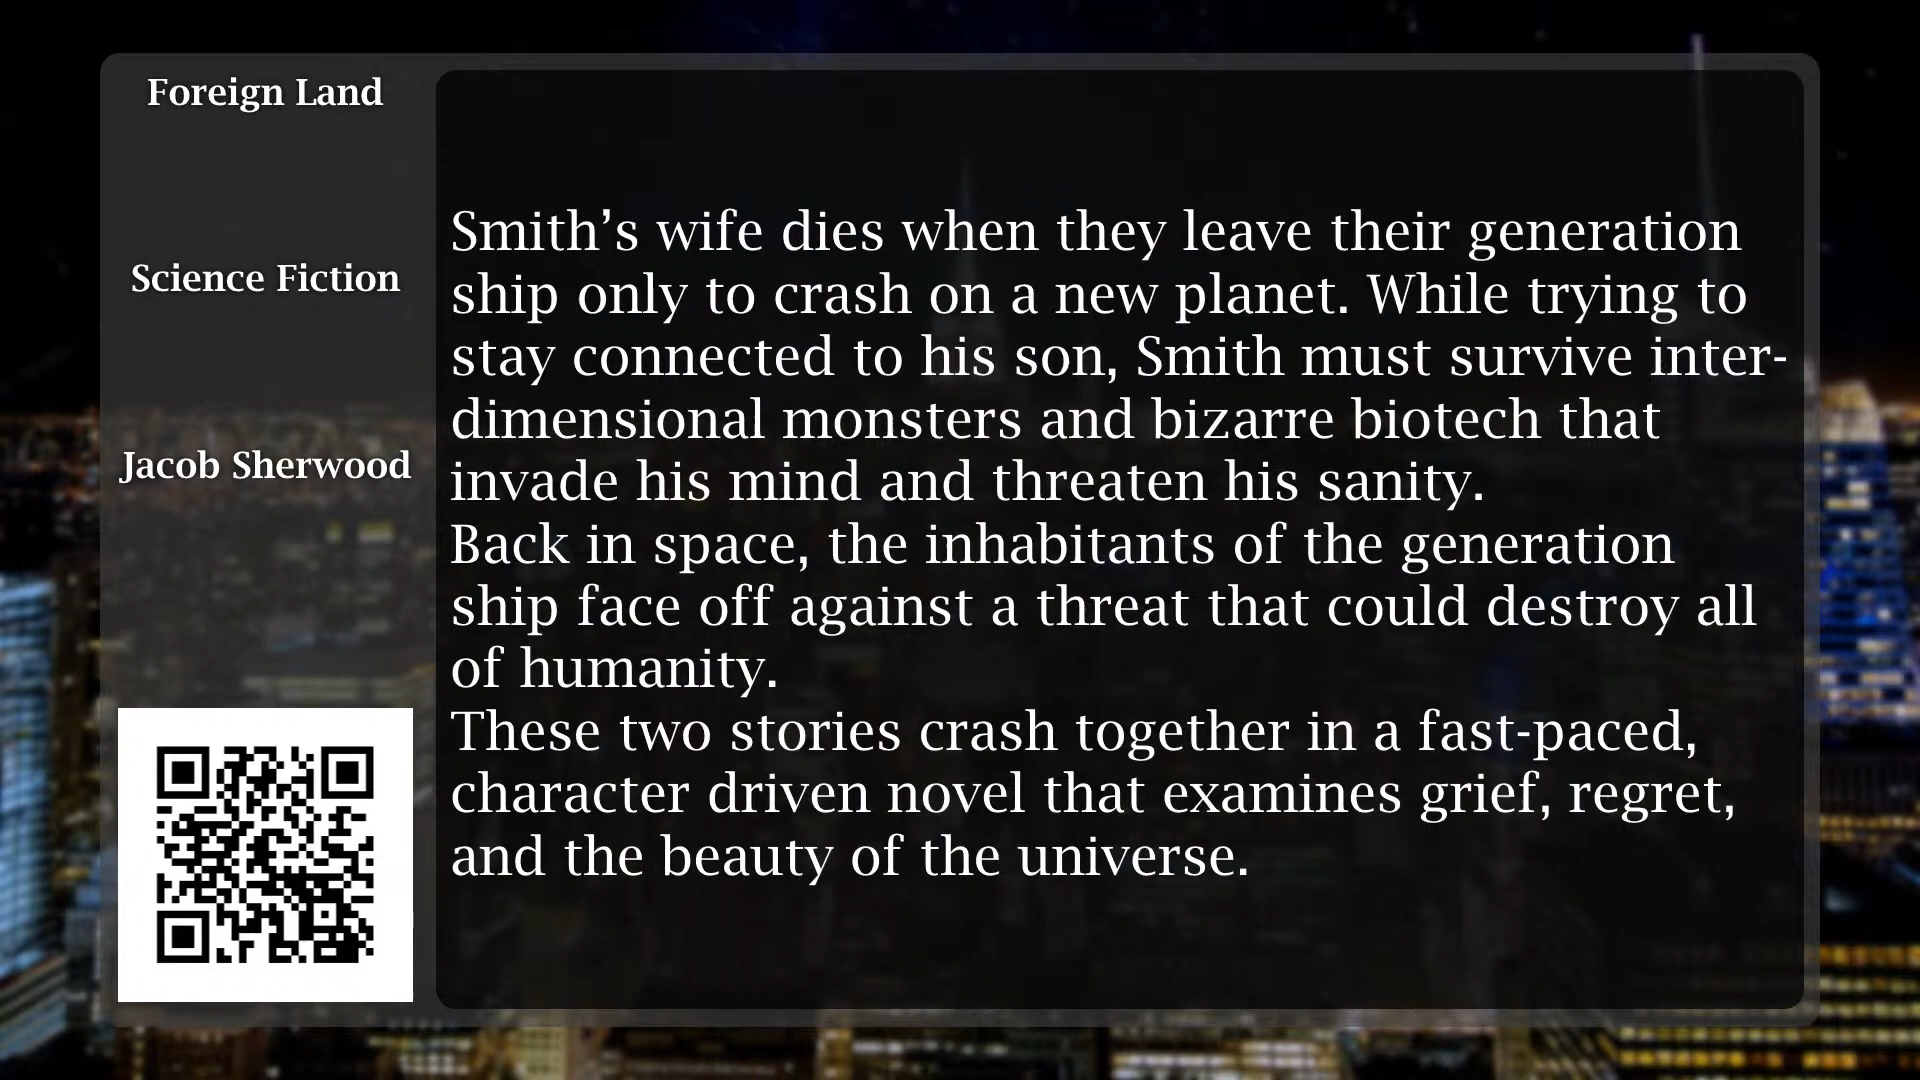 Foreign Land
Science Fiction
Jacob Sherwood
Smith’s wife dies when they leave their generation
ship only to crash on a new planet. While trying to
stay connected to his son, Smith must survive inter-
dimensional monsters and bizarre biotech that
invade his mind and threaten his sanity.
Back in space, the inhabitants of the generation
ship face off against a threat that could destroy all
of humanity.
These two stories crash together in a fast-paced,
character driven novel that examines grief, regret,
and the beauty of the universe.